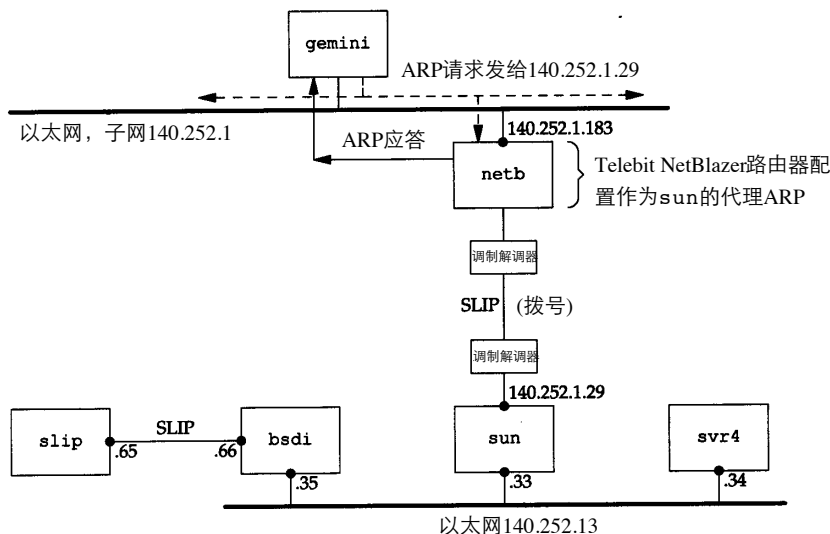 gemini
ARP请求发给140.252.1.29
以太网，子网140.252.1
140.252.1.183
ARP应答
netb
Telebit NetBlazer路由器配
置作为sun的代理ARP
调制解调器
SLIP (拨号)
调制解调器
140.252.1.29
slip
SLIP
bsdi
sun
svr4
.65
.66
.35
.33
.34
以太网140.252.13